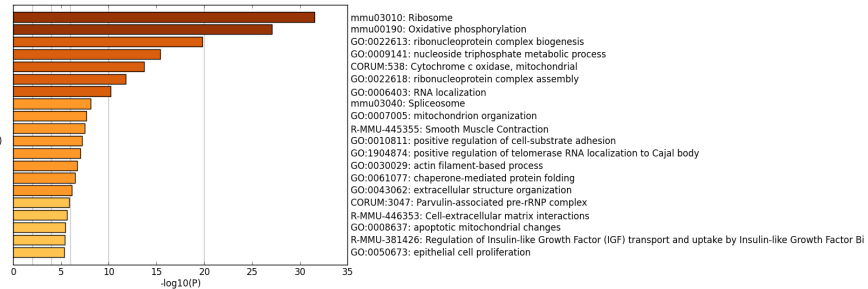 mmu03010: Ribosome
mmu00190: Oxidative phosphorylation
GO:0022613: ribonucleoprotein complex biogenesis
GO:0009141: nucleoside triphosphate metabolic process
CORUM:538: Cytochrome c oxidase, mitochondrial
GO:0022618: ribonucleoprotein complex assembly
GO:0006403: RNA localization
mmu03040: Spliceosome
GO:0007005: mitochondrion organization
R-MMU-445355: Smooth Muscle Contraction
)
GO:0010811: positive regulation of cell-substrate adhesion
GO:1904874: positive regulation of telomerase RNA localization to Cajal body
GO:0030029: actin filament-based process
GO:0061077: chaperone-mediated protein folding
GO:0043062: extracellular structure organization
CORUM:3047: Parvulin-associated pre-rRNP complex
R-MMU-446353: Cell-extracellular matrix interactions
GO:0008637: apoptotic mitochondrial changes
R-MMU-381426: Regulation of Insulin-like Growth Factor (IGF) transport and uptake by Insulin-like Growth Factor Bi
GO:0050673: epithelial cell proliferation
0 5 10 15 20 25 30 35
-log10(P)